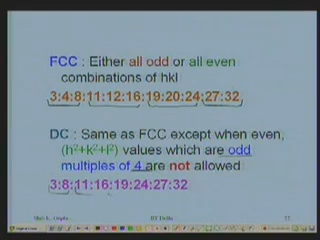 FCC : Either all odd or all even
combinations of hkl
3:4:8:11:12:16:19:20:24:27:32
DC : Same as FCC except when even,
(h²+k²+l²) values which are odd
multiples of 4 are not allowed
3:8:11:16:19:24:27:32